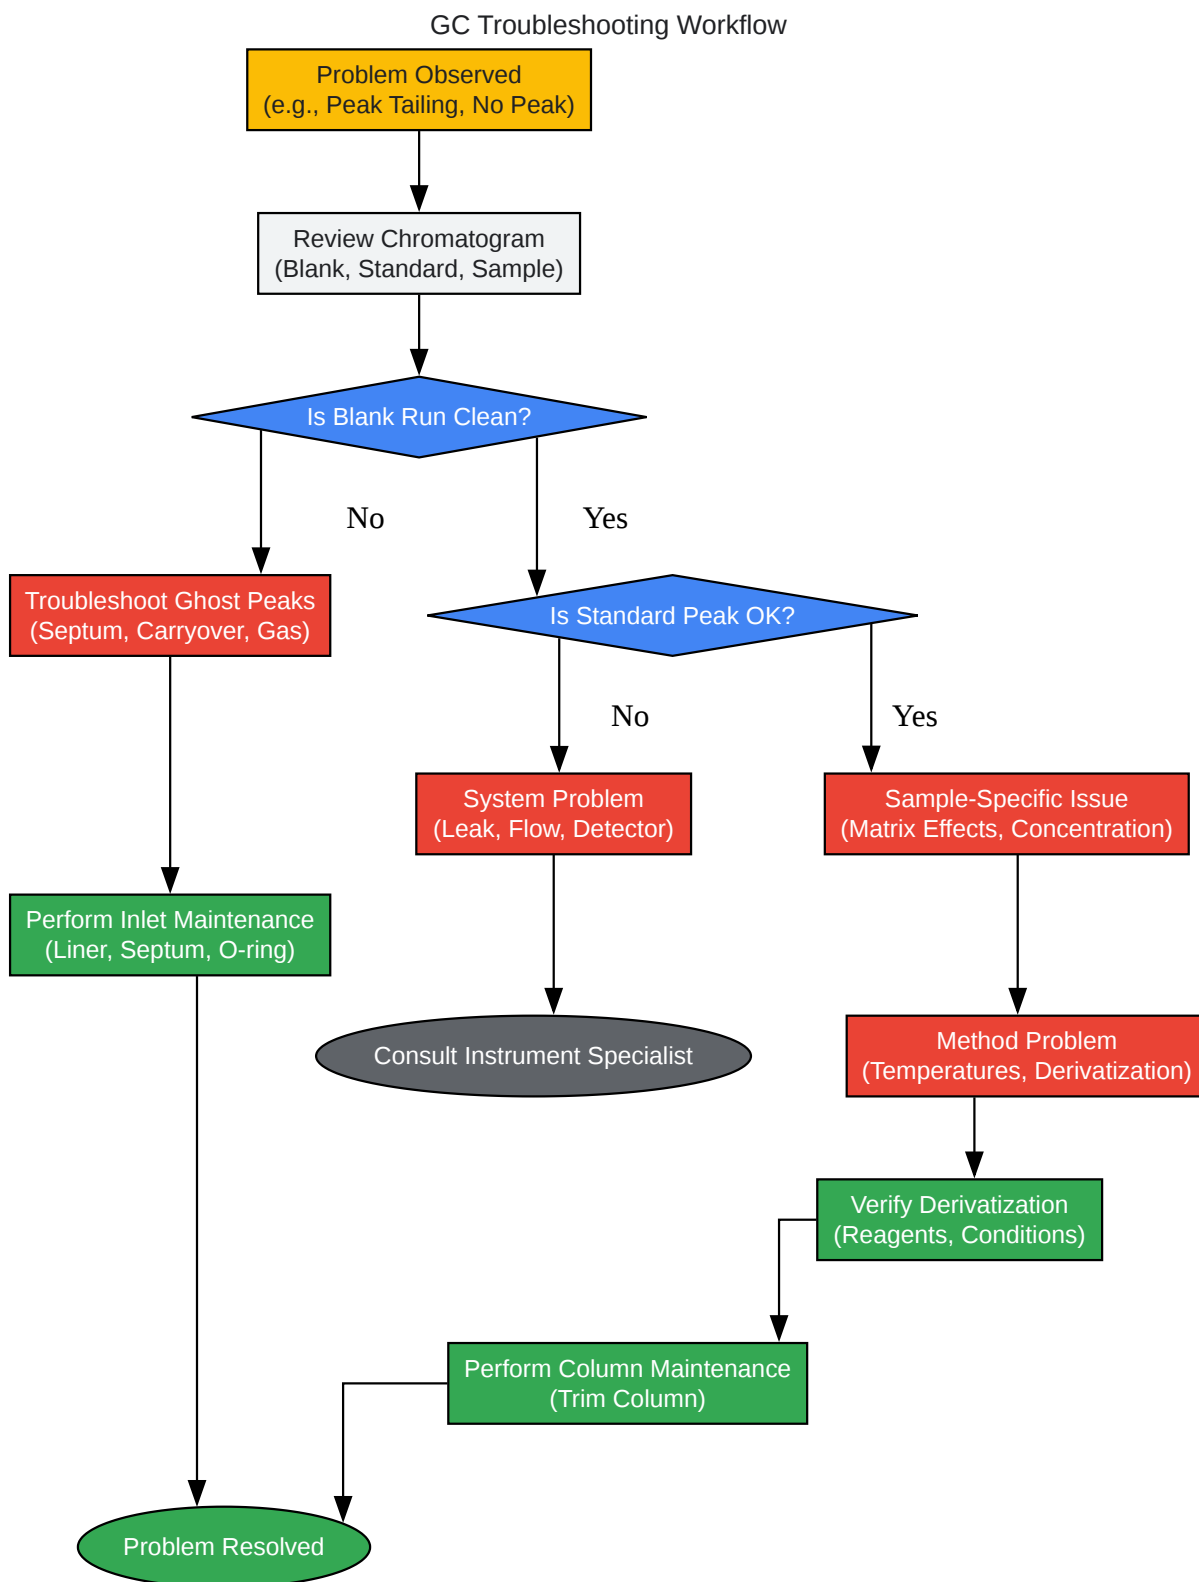 GC Troubleshooting Workflow
Problem Observed
(e.g., Peak Tailing, No Peak)
Review Chromatogram
(Blank, Standard, Sample)
Is Blank Run Clean?
No
Yes
Troubleshoot Ghost Peaks
(Septum, Carryover, Gas)
Is Standard Peak OK?
No
Yes
System Problem
(Leak, Flow, Detector)
Sample-Specific Issue
(Matrix Effects, Concentration)
Perform Inlet Maintenance
(Liner, Septum, O-ring)
Consult Instrument Specialist
Method Problem
(Temperatures, Derivatization)
Verify Derivatization
(Reagents, Conditions)
Perform Column Maintenance
(Trim Column)
Problem Resolved